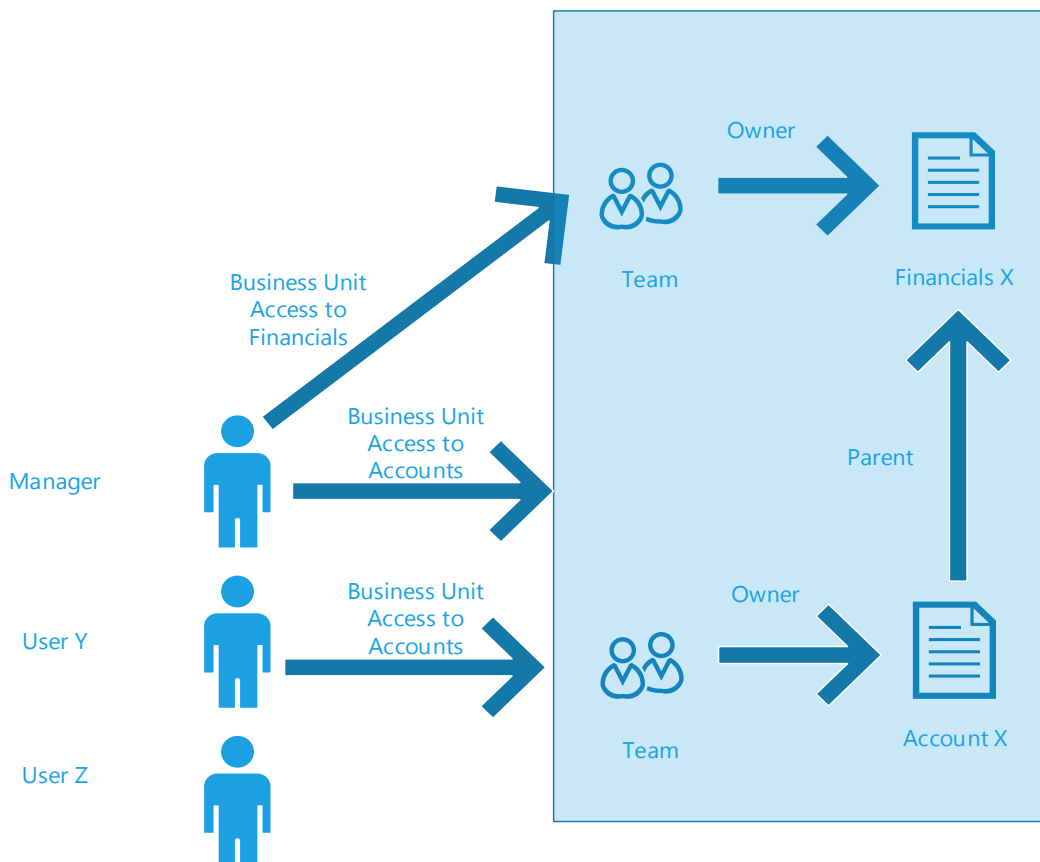 Owner
Team
Financials X
Business Unit
Access to
Financials
Business Unit
Access to
Accounts
Manager
Parent
Business Unit
Access to
Accounts
Owner
User Y
Team
Account X
User Z